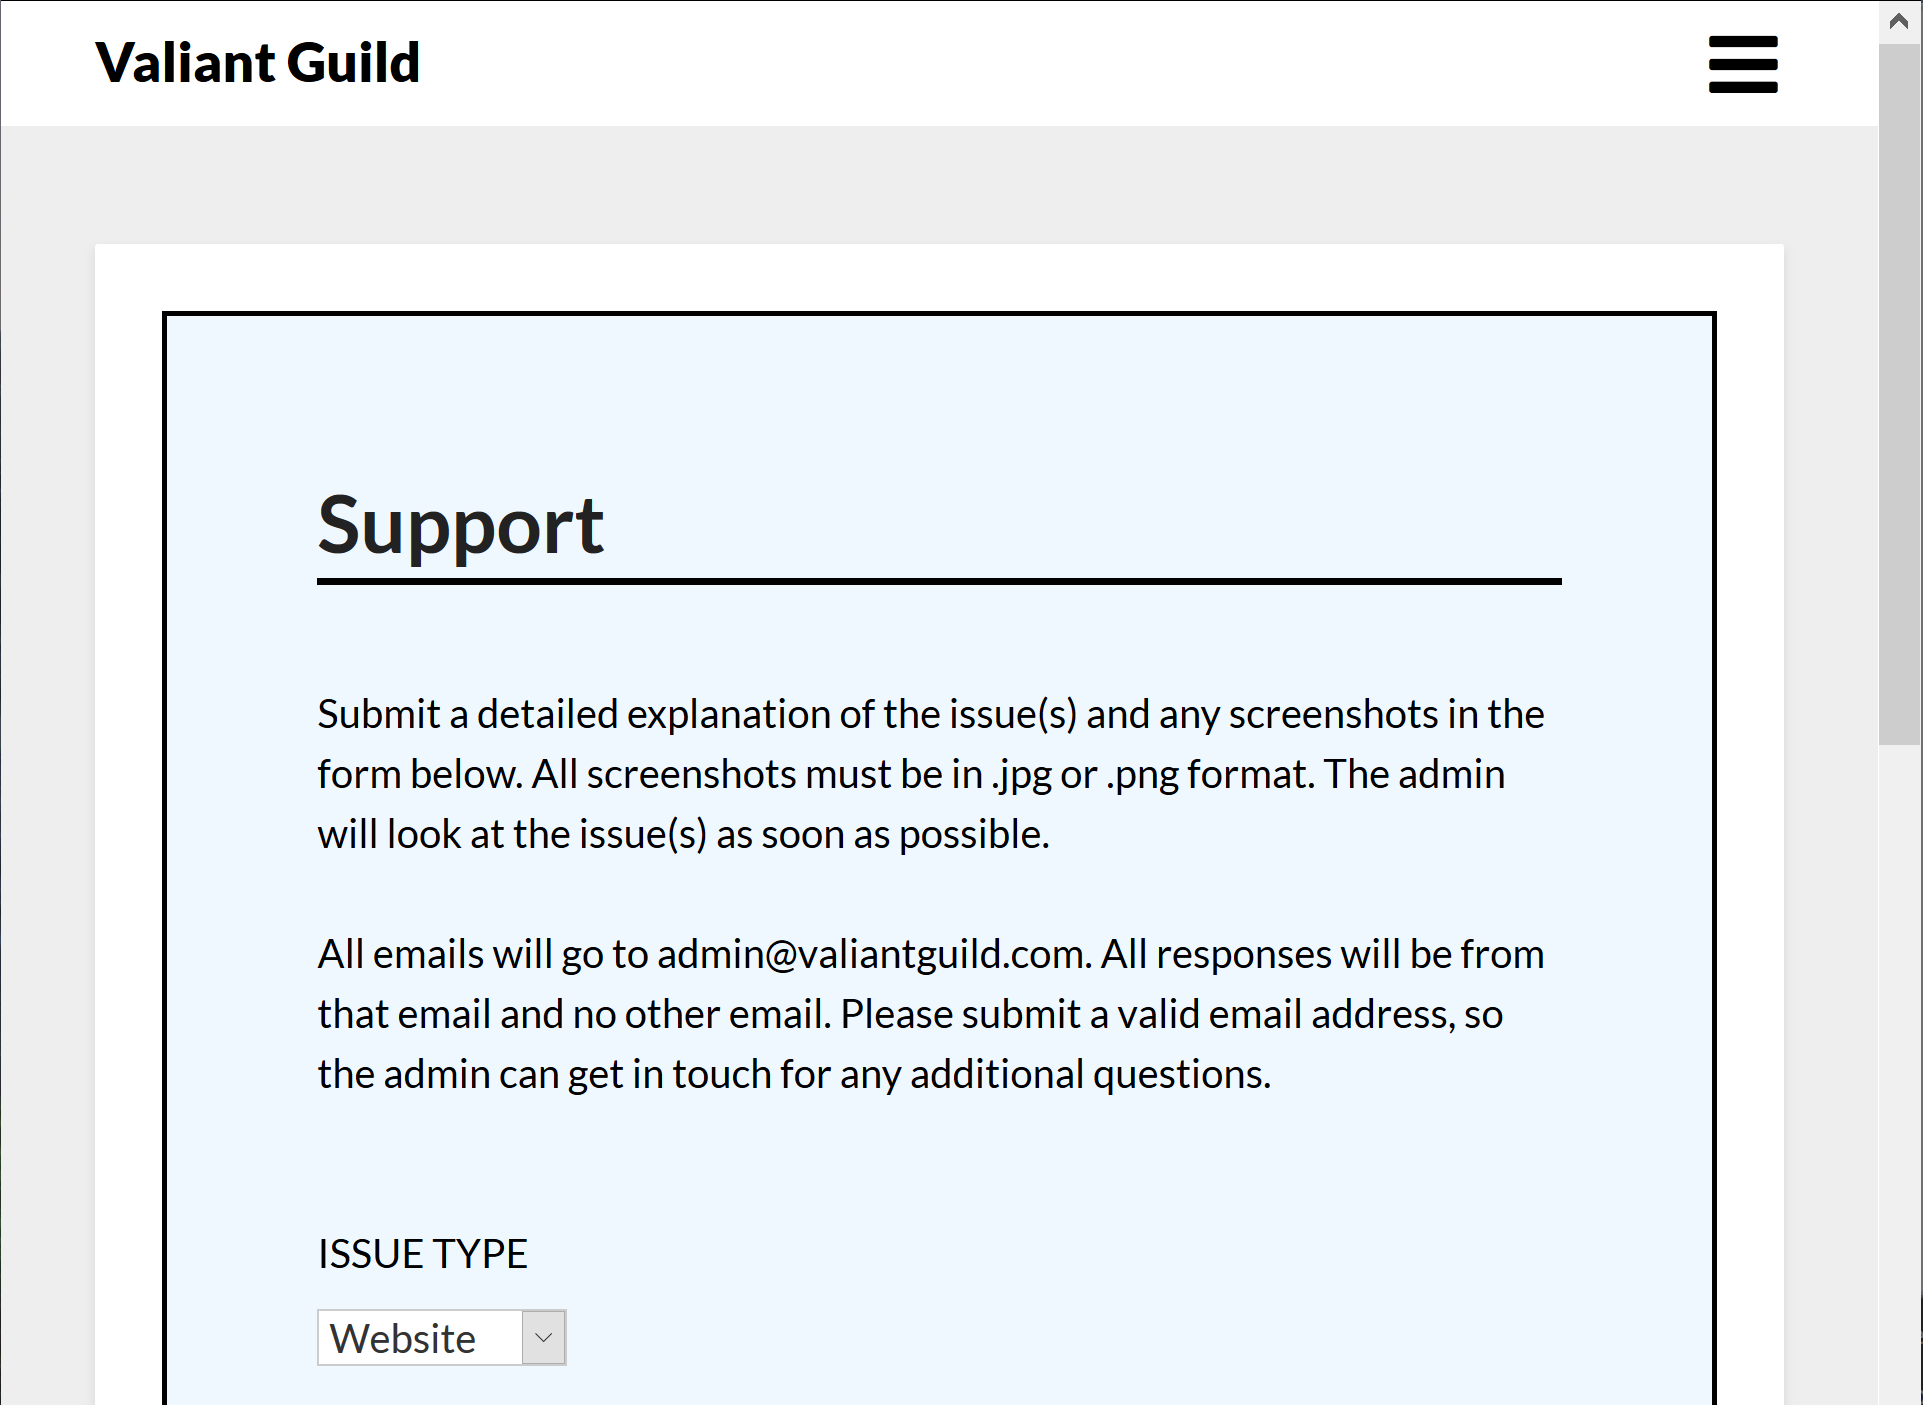 Valiant Guild
Support
Submit a detailed explanation of the issue(s) and any screenshots in the
form below. All screenshots must be in .jpg or .png format. The admin
will look at the issue(s) as soon as possible.
All emails will go to admin@valiantguild.com. All responses will be from
that email and no other email. Please submit a valid email address, so
the admin can get in touch for any additional questions.
ISSUE TYPE
Website